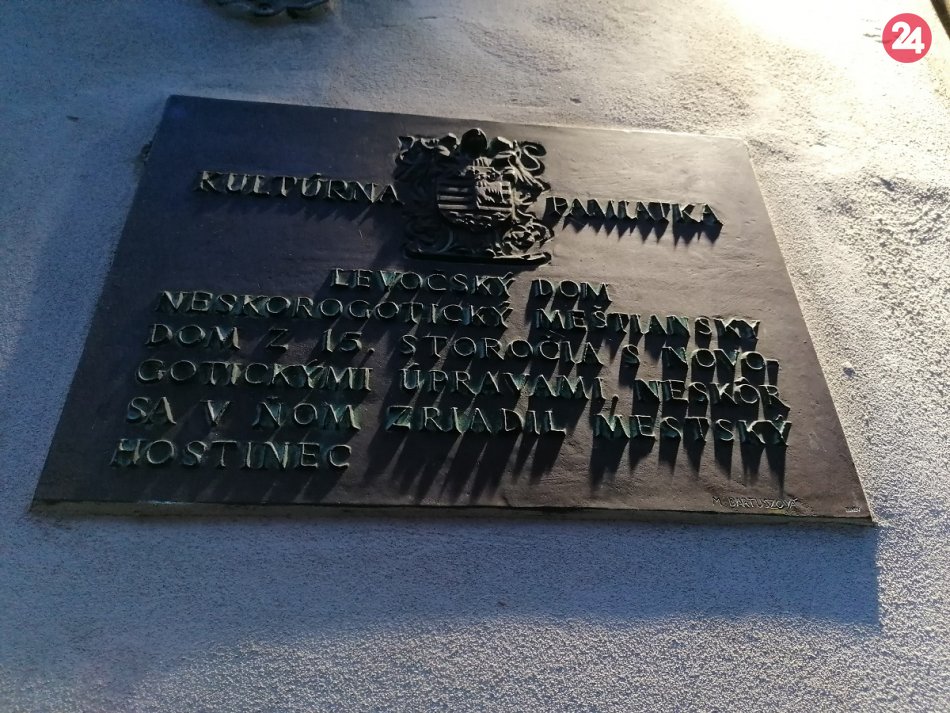 24
KULTÚRNA PAMIATKA
LEVOČSKÝ DOM
NESKOROGOTICKÝ MEŠTIANSKY
DOM Z 15. STOROČIA S NOVO-
GOTICKÝMI ÚPRAVAMI, NESKÔR
SA V ŇOM ZRIADIL MESTSKÝ
HOSTINEC
M. BARTUSZOVÁ